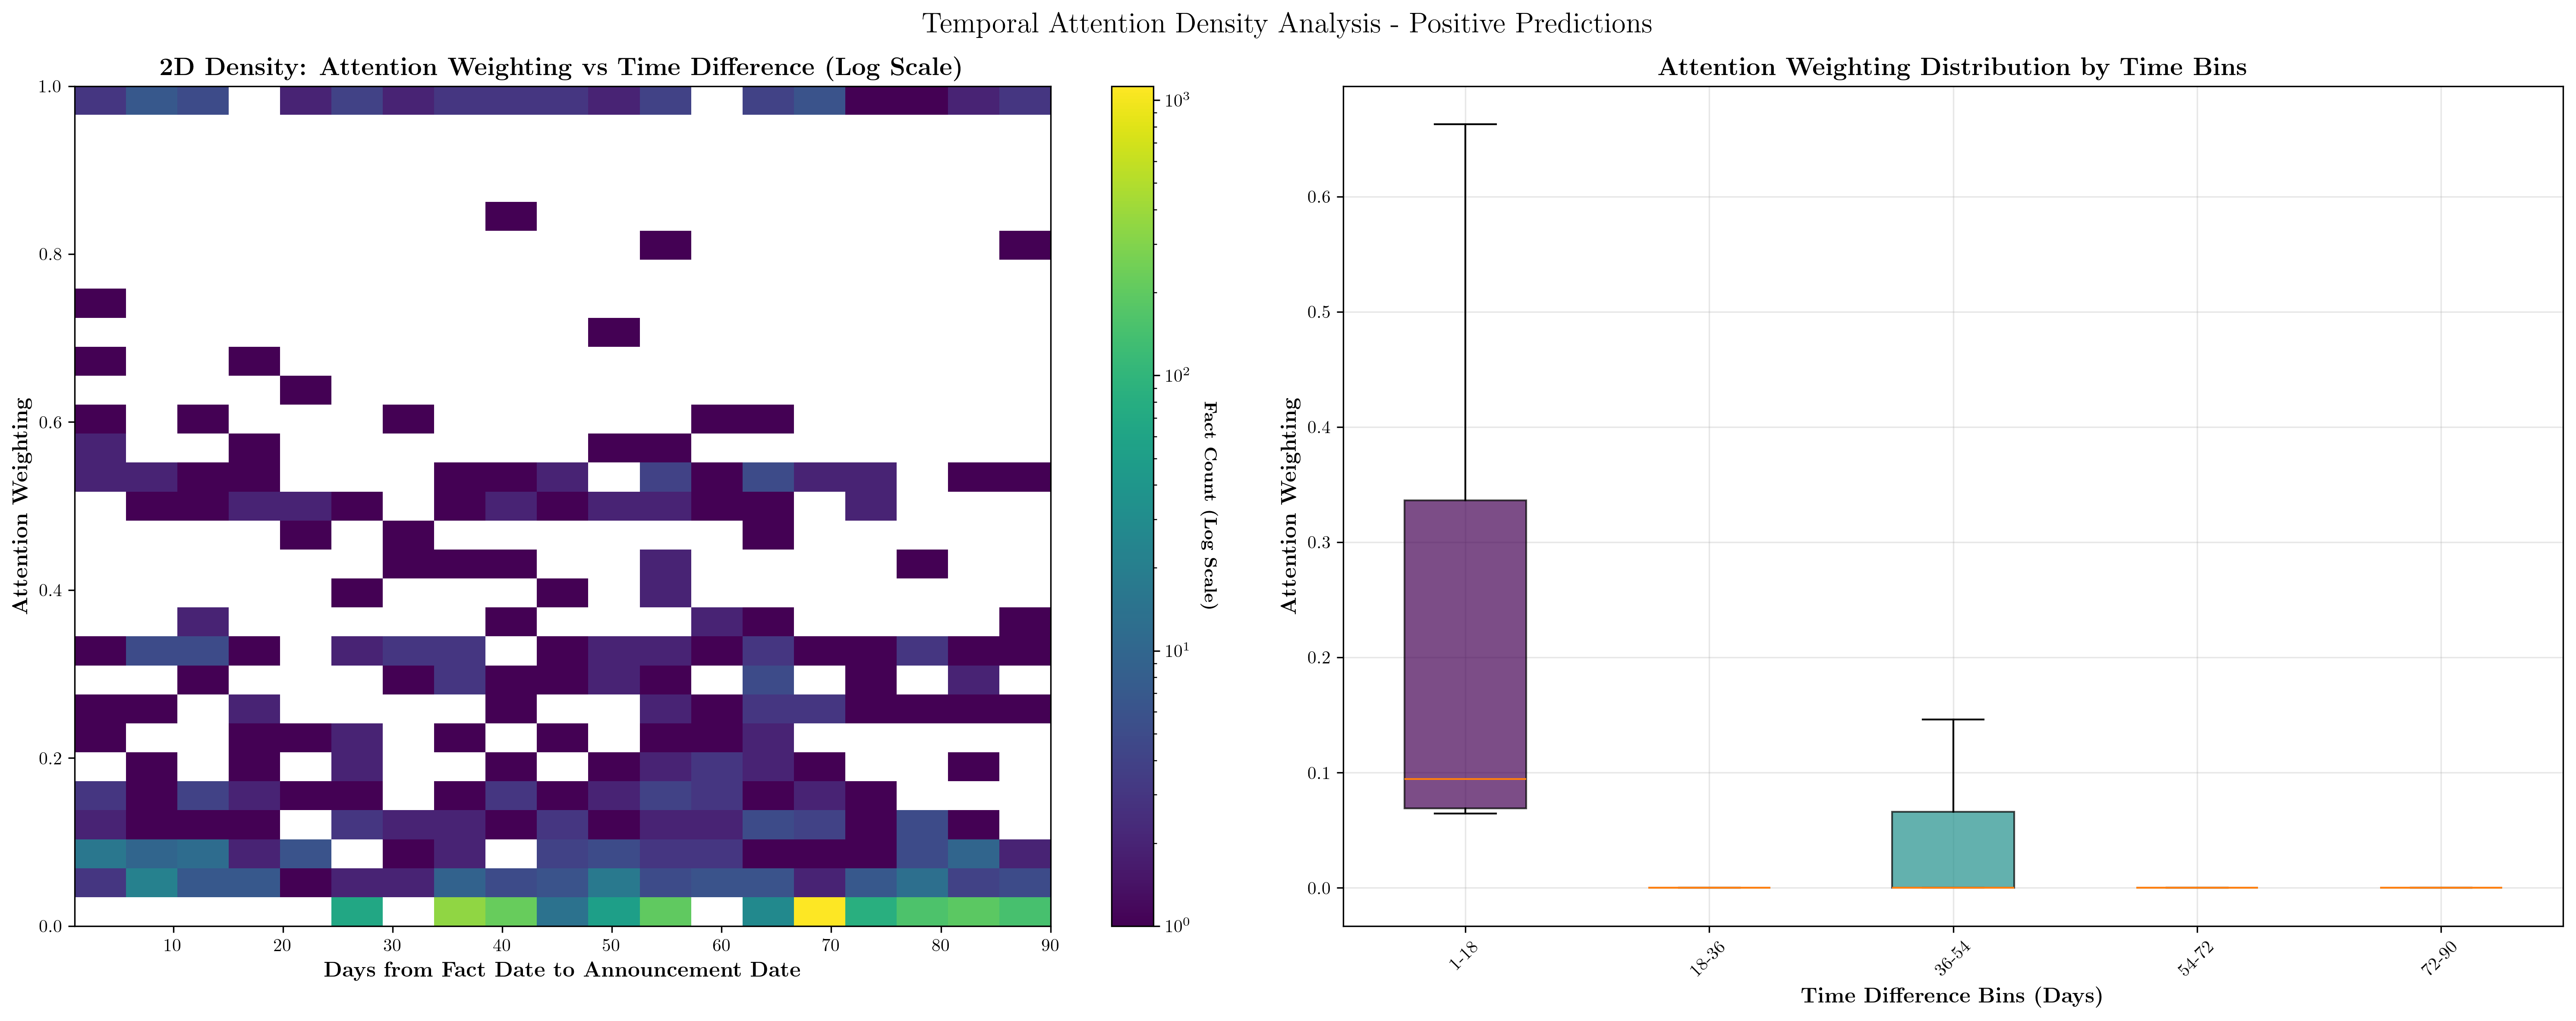 Temporal Attention Density Analysis - Positive Predictions
2D Density: Attention Weighting vs Time Difference (Log Scale)
1.0
0.8
0.6
0.4
0.2
0.0
Attention Weighting
10 20 30 40 50 60 70 80 90
Days from Fact Date to Announcement Date
10³
10²
10¹
10⁰
Fact Count (Log Scale)
Attention Weighting Distribution by Time Bins
0.6
0.5
0.4
0.3
0.2
0.1
0.0
Attention Weighting
1-18 18-36 36-54 54-72 72-90
Time Difference Bins (Days)